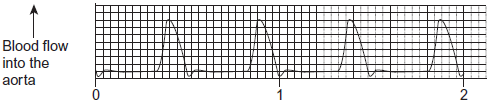 Blood flow
into the
aorta
0 1 2